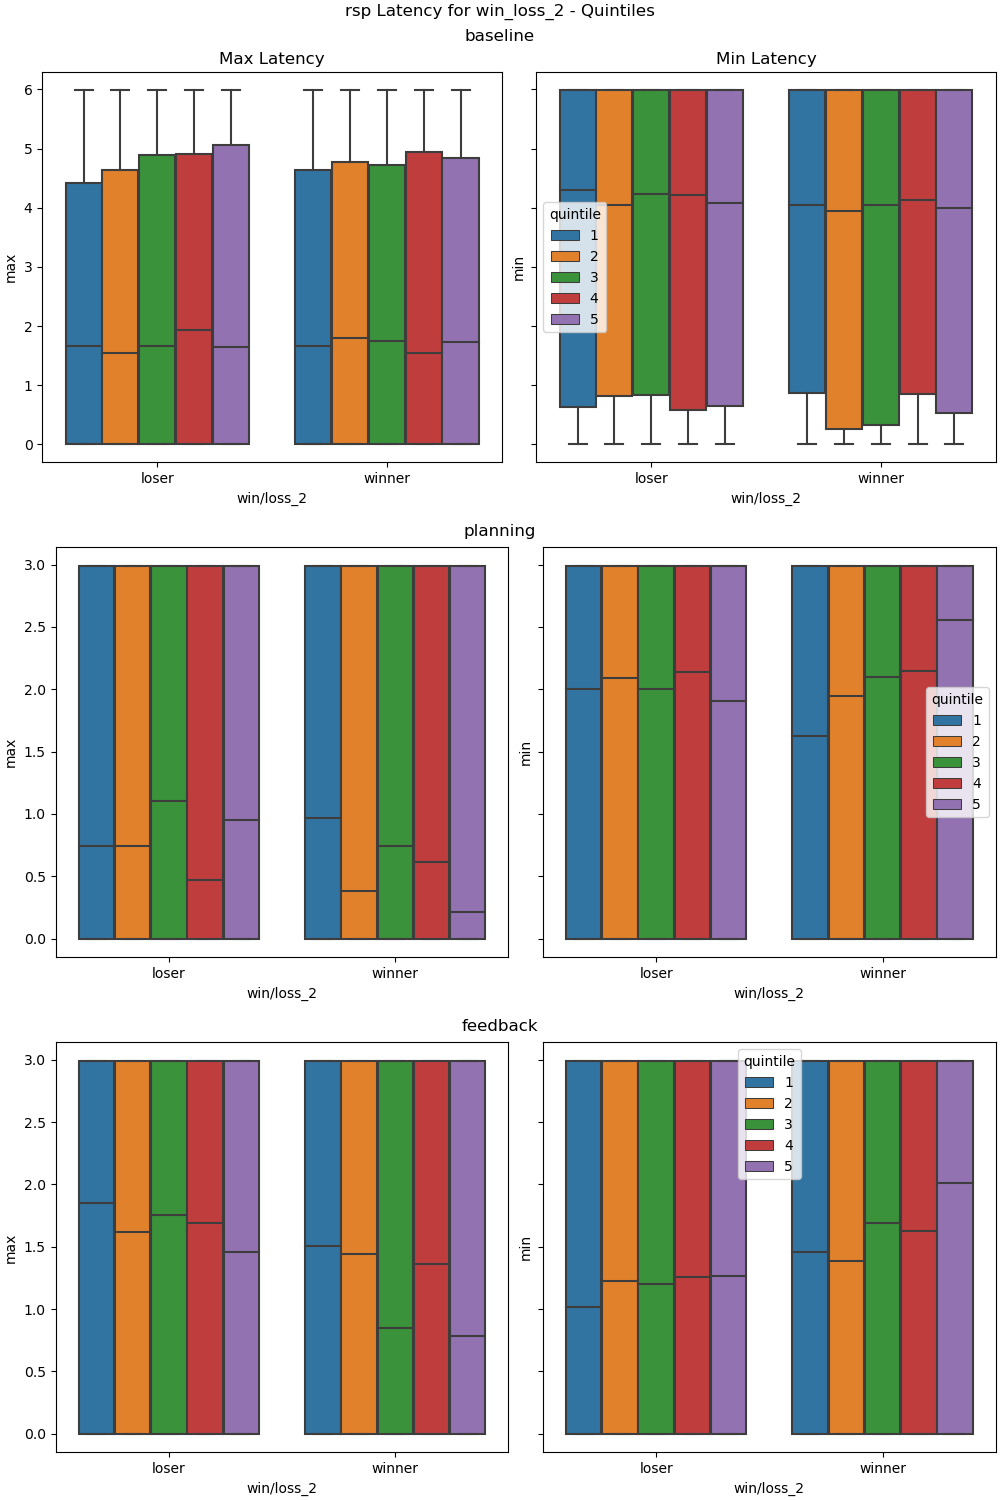 rsp Latency for win_loss_2 - Quintiles
baseline
Max Latency
Min Latency
6
5
4
3
2
1
0
max
loser
winner
win/loss_2
min
quintile
1
2
3
4
5
loser
winner
win/loss_2
planning
3.0
2.5
2.0
1.5
1.0
0.5
0.0
max
loser
winner
win/loss_2
min
quintile
1
2
3
4
5
loser
winner
win/loss_2
feedback
3.0
2.5
2.0
1.5
1.0
0.5
0.0
max
loser
winner
win/loss_2
min
quintile
1
2
3
4
5
loser
winner
win/loss_2